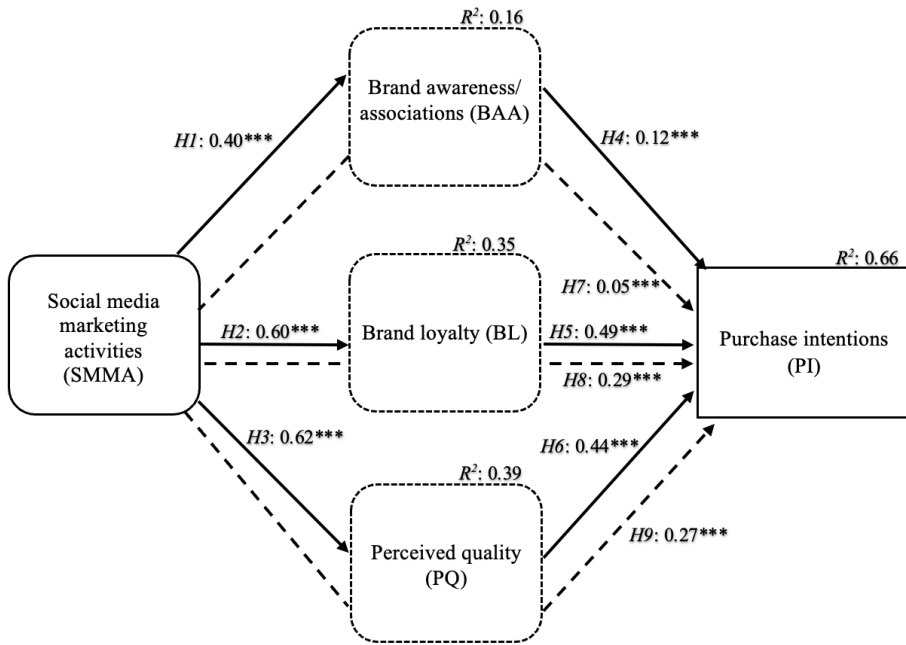 R²: 0.16
Brand awareness/
associations (BAA)
H1: 0.40***
H4: 0.12***
R²: 0.35
R²: 0.66
Social media
marketing
activities
(SMMA)
H2: 0.60***
Brand loyalty (BL)
H7: 0.05***
H5: 0.49***
H8: 0.29***
Purchase intentions
(PI)
H3: 0.62***
H6: 0.44***
R²: 0.39
Perceived quality
(PQ)
H9: 0.27***